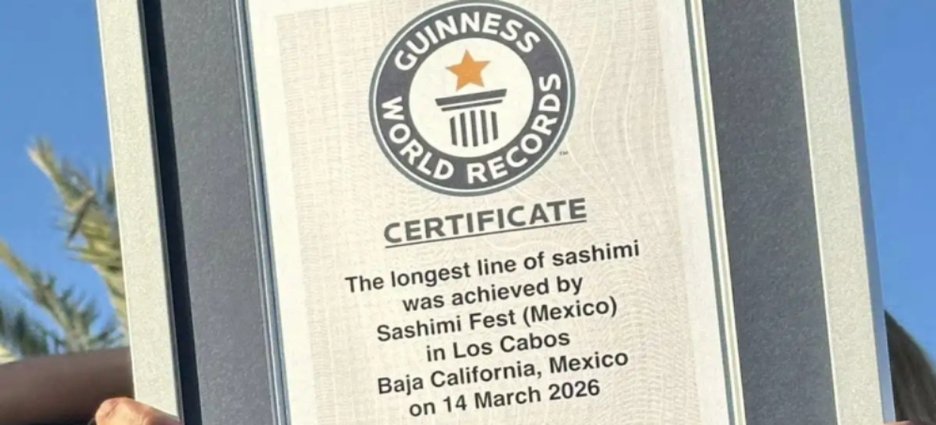 GUINNESS
WORLD RECORDS
™
CERTIFICATE
The longest line of sashimi
was achieved by
Sashimi Fest (Mexico)
in Los Cabos
Baja California, Mexico
on 14 March 2026